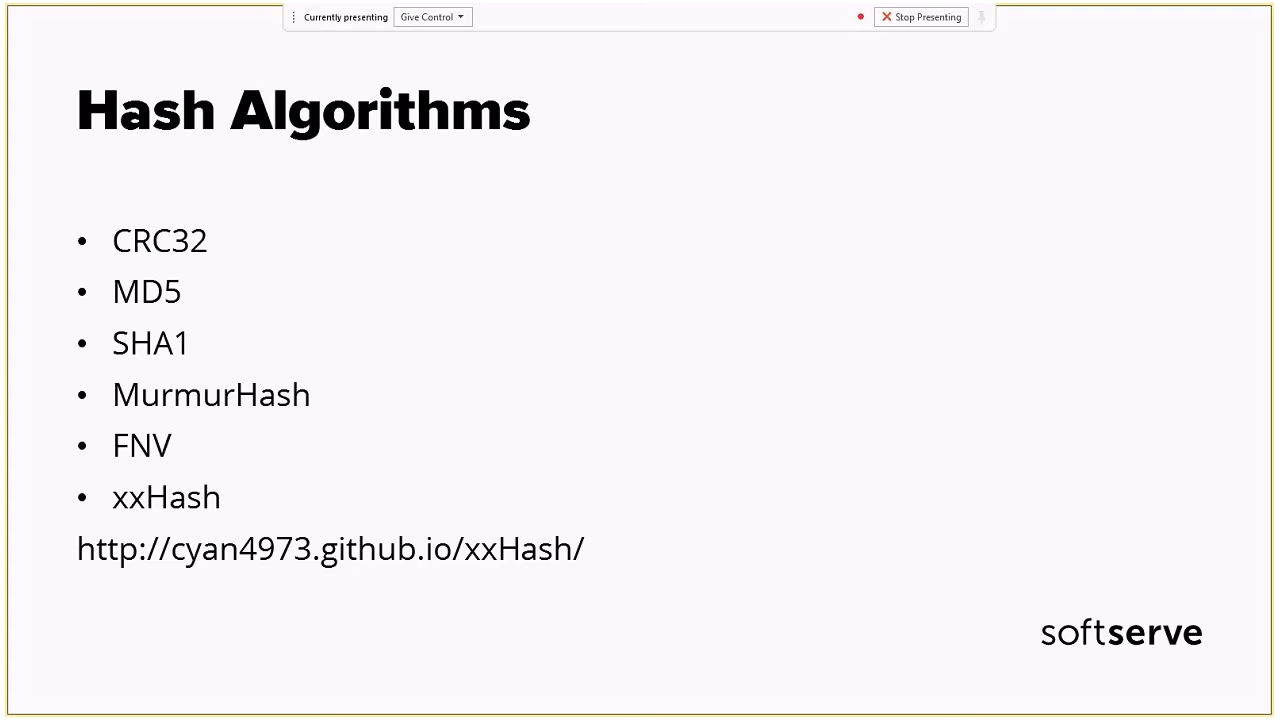 Currently presenting Give Control Stop Presenting
Hash Algorithms
• CRC32
• MD5
• SHA1
• MurmurHash
• FNV
• xxHash
http://cyan4973.github.io/xxHash/
softserve